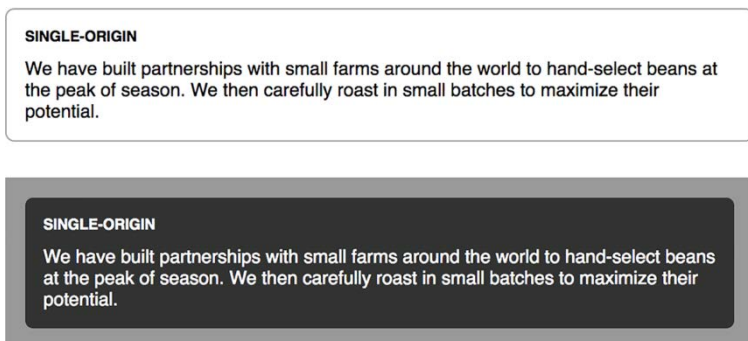 SINGLE-ORIGIN
We have built partnerships with small farms around the world to hand-select beans at
the peak of season. We then carefully roast in small batches to maximize their
potential.
SINGLE-ORIGIN
We have built partnerships with small farms around the world to hand-select beans
at the peak of season. We then carefully roast in small batches to maximize their
potential.